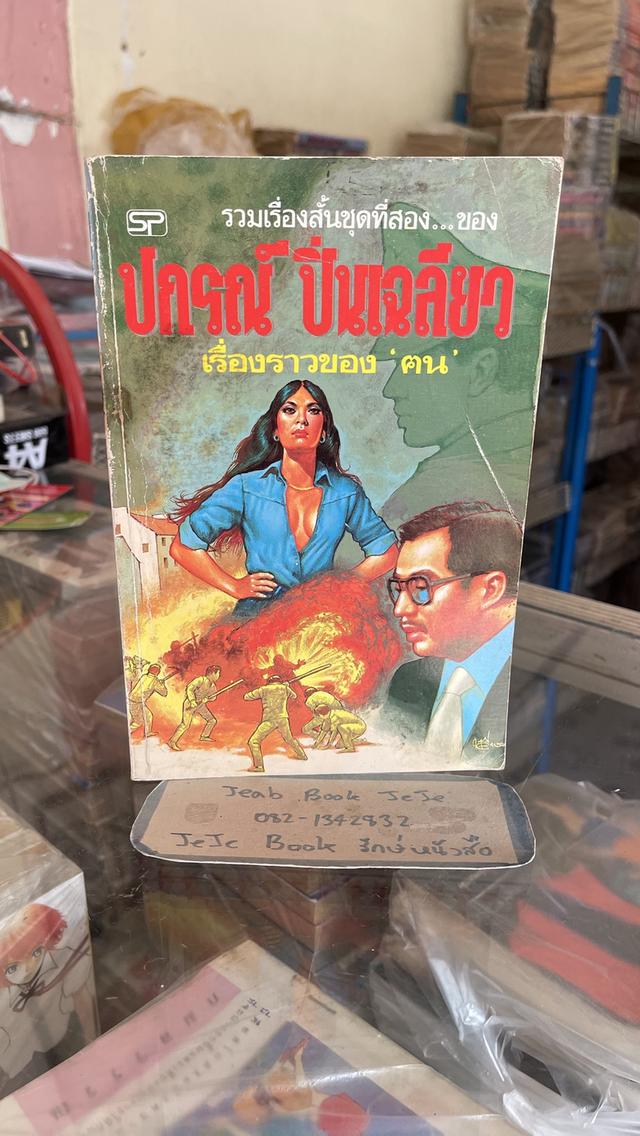 SP
รวมเรื่องสั้นชุดที่สอง...ของ
ปกรณ์ ปิ่นเฉลียว
เรื่องราวของ 'ฅน'
A4
Jeab Book JeJe
082-1342832
JeJe Book รักษ์หนังสือ